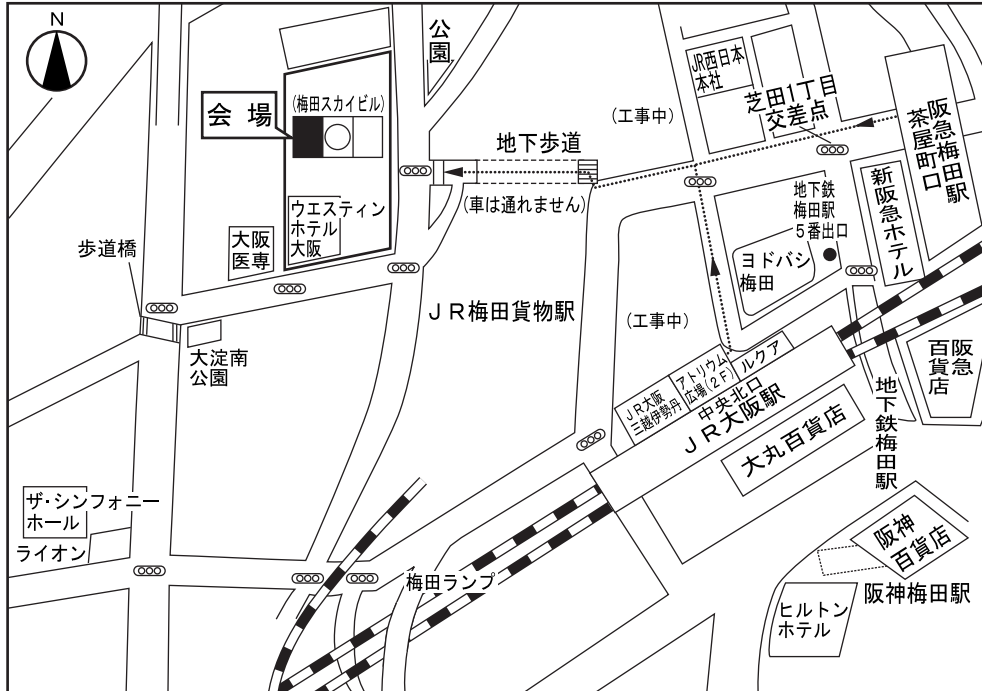 N
公
園
JR西日本
本社
芝田1丁目
交差点
会場
(梅田スカイビル)
(工事中)
地下歩道
阪急梅田駅
茶屋町口
(車は通れません)
地下鉄
梅田駅
5番出口
新阪急ホテル
ウエスティン
ホテル
大阪
大阪
医専
歩道橋
ヨドバシ
梅田
JR梅田貨物駅
(工事中)
大淀南
公園
ルクア
アトリウム
広場(2F)
JR大阪
三越伊勢丹
中央北口
JR大阪駅
大丸百貨店
阪急
百貨店
地下鉄梅田駅
ザ・シンフォニー
ホール
ライオン
梅田ランプ
阪神
百貨店
阪神梅田駅
ヒルトン
ホテル